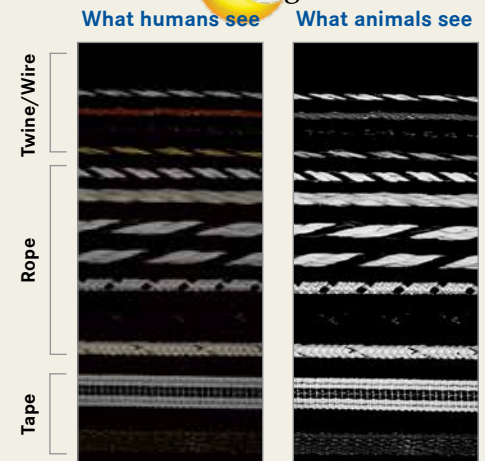 What humans see
What animals see
Twine/Wire
Rope
Tape